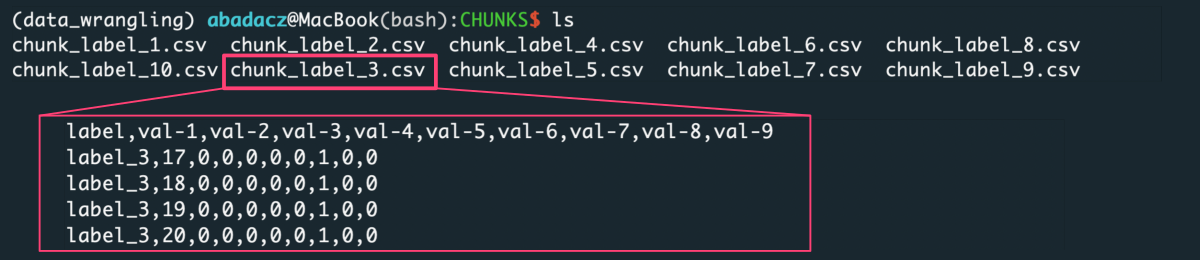 (data_wrangling) abadacz@MacBook(bash):CHUNKS$ ls
chunk_label_1.csv chunk_label_2.csv chunk_label_4.csv chunk_label_6.csv chunk_label_8.csv
chunk_label_10.csv chunk_label_3.csv chunk_label_5.csv chunk_label_7.csv chunk_label_9.csv
label,val-1,val-2,val-3,val-4,val-5,val-6,val-7,val-8,val-9
label_3,17,0,0,0,0,0,1,0,0
label_3,18,0,0,0,0,0,1,0,0
label_3,19,0,0,0,0,0,1,0,0
label_3,20,0,0,0,0,0,1,0,0